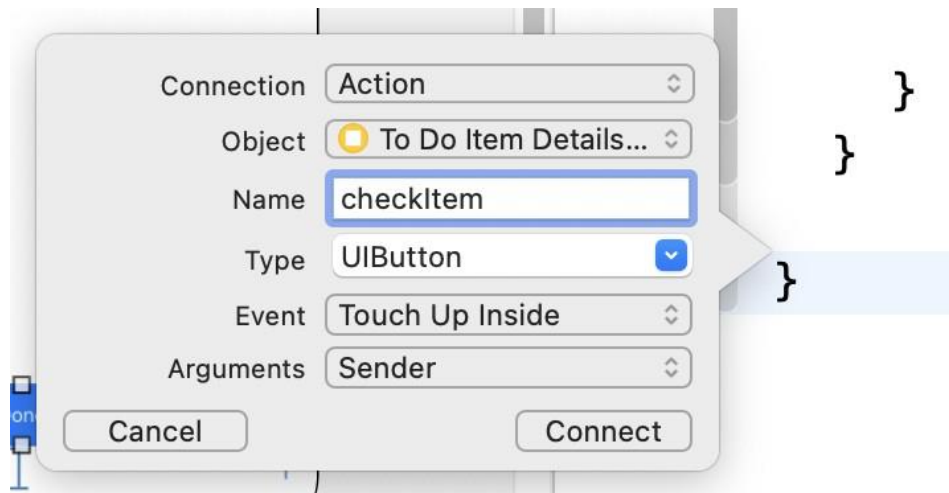 Connection Action
}
Object To Do Item Details...
}
Name checkItem
Type UIButton
}
Event Touch Up Inside
Arguments Sender
Cancel Connect